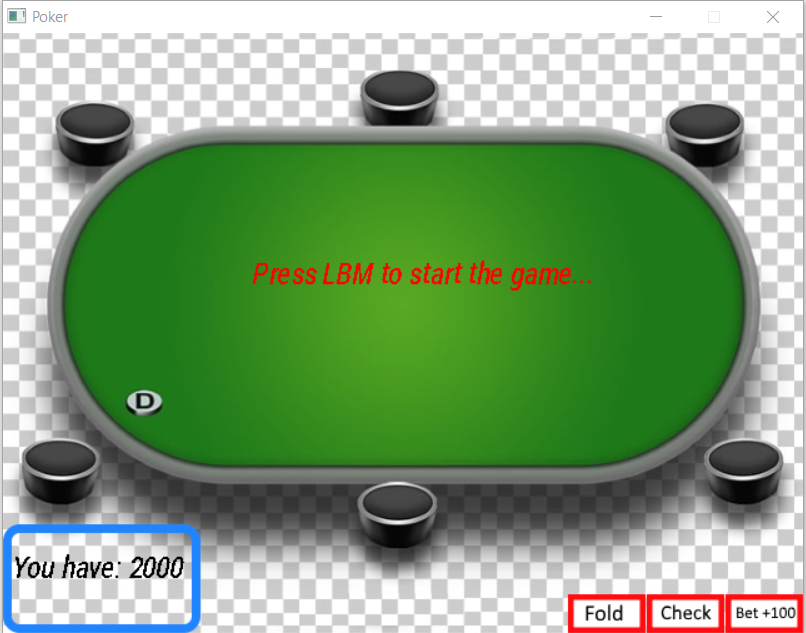 Poker
Press LBM to start the game...
D
You have: 2000
Fold
Check
Bet +100